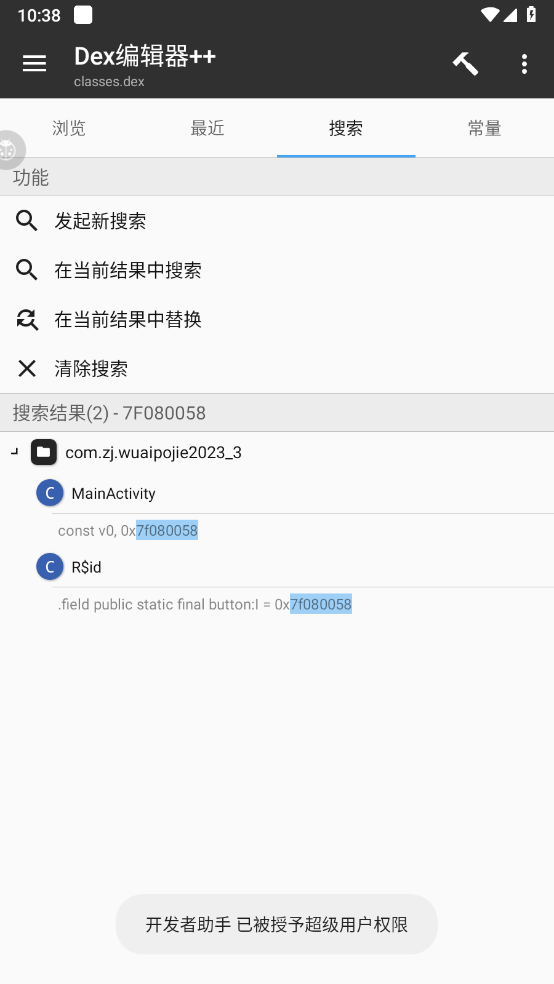 10:38
Dex编辑器++
classes.dex
浏览
最近
搜索
常量
功能
发起新搜索
在当前结果中搜索
在当前结果中替换
清除搜索
搜索结果(2) - 7F080058
com.zj.wuaipojie2023_3
C MainActivity
const v0, 0x7f080058
C R$id
.field public static final button:I = 0x7f080058
开发者助手 已被授予超级用户权限